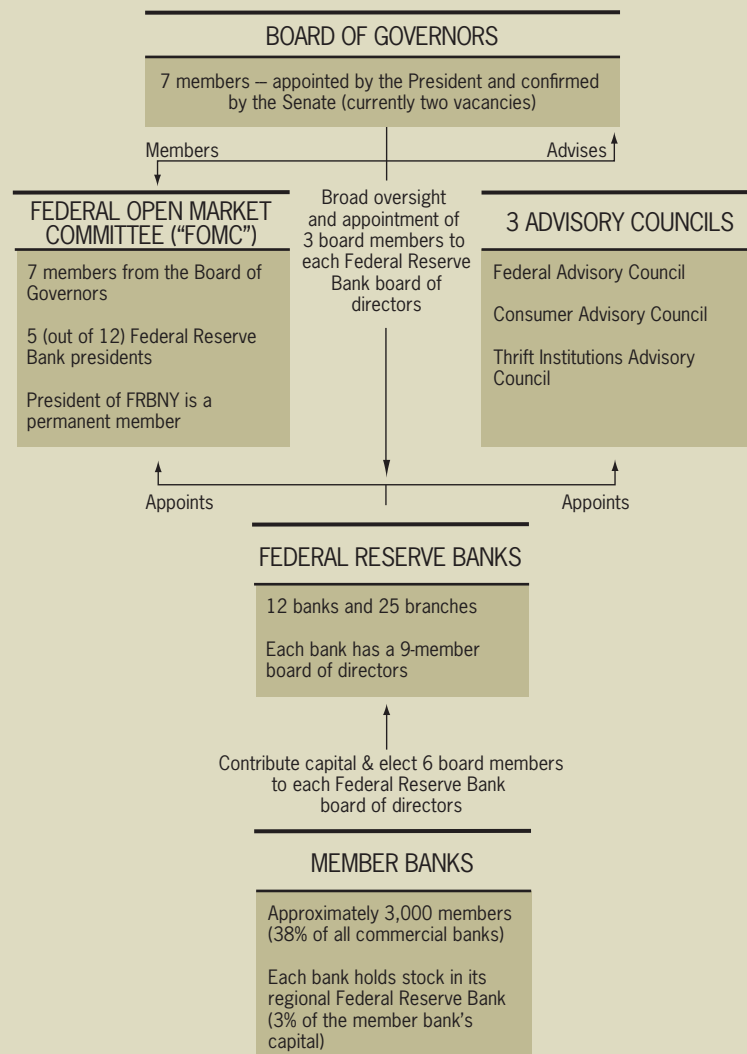 BOARD OF GOVERNORS
7 members – appointed by the President and confirmed
by the Senate (currently two vacancies)
Members
Advises
FEDERAL OPEN MARKET
COMMITTEE (“FOMC”)
7 members from the Board of
Governors
5 (out of 12) Federal Reserve
Bank presidents
President of FRBNY is a
permanent member
Broad oversight
and appointment of
3 board members to
each Federal Reserve
Bank board of
directors
3 ADVISORY COUNCILS
Federal Advisory Council
Consumer Advisory Council
Thrift Institutions Advisory
Council
Appoints
Appoints
FEDERAL RESERVE BANKS
12 banks and 25 branches
Each bank has a 9-member
board of directors
Contribute capital & elect 6 board members
to each Federal Reserve Bank
board of directors
MEMBER BANKS
Approximately 3,000 members
(38% of all commercial banks)
Each bank holds stock in its
regional Federal Reserve Bank
(3% of the member bank’s
capital)